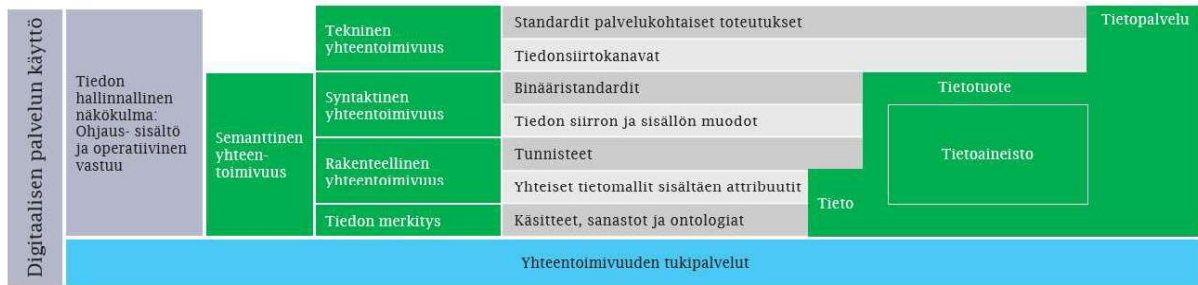 Digitaalisen palvelun käyttö
Tiedon
hallinnallinen
näkökulma:
Ohjaus- sisältö
ja operatiivinen
vastuu
Semanttinen
yhteen-
toimivuus
Tekninen
yhteentoimivuus
Syntaktinen
yhteentoimivuus
Rakenteellinen
yhteentoimivuus
Tiedon merkitys
Standardit palvelukohtaiset toteutukset
Tiedonsiirtokanavat
Binääristandardit
Tiedon siirron ja sisällön muodot
Tunnisteet
Yhteiset tietomallit sisältäen attribuutit
Käsitteet, sanastot ja ontologiat
Tieto
Tietotuote
Tietoaineisto
Tietopalvelu
Yhteentoimivuuden tukipalvelut